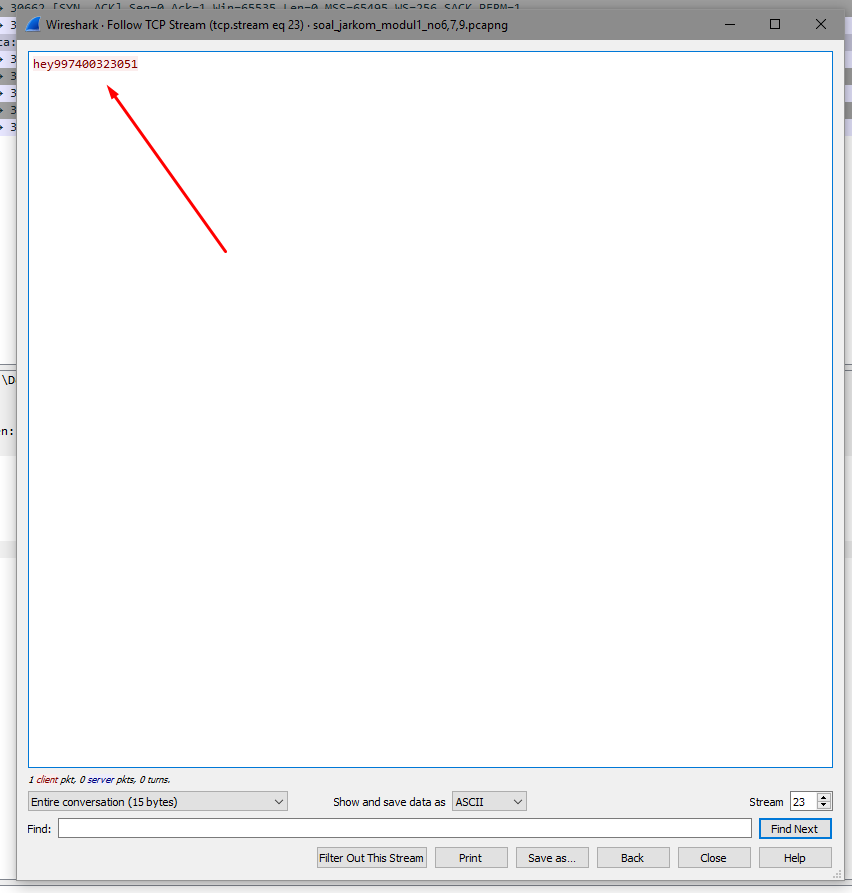 30662 [SYN, ACK] Seq=0 Ack=1 Win=65535 Len=0 MSS=65495 WS=256 SACK_PERM=1
Wireshark · Follow TCP Stream (tcp.stream eq 23) · soal_jarkom_modul1_no6,7,9.pcapng
hey997400323051
\D
en:
1 client pkt, 0 server pkts, 0 turns.
Entire conversation (15 bytes)
Show and save data as ASCII
Stream 23
Find:
Find Next
Filter Out This Stream
Print
Save as...
Back
Close
Help